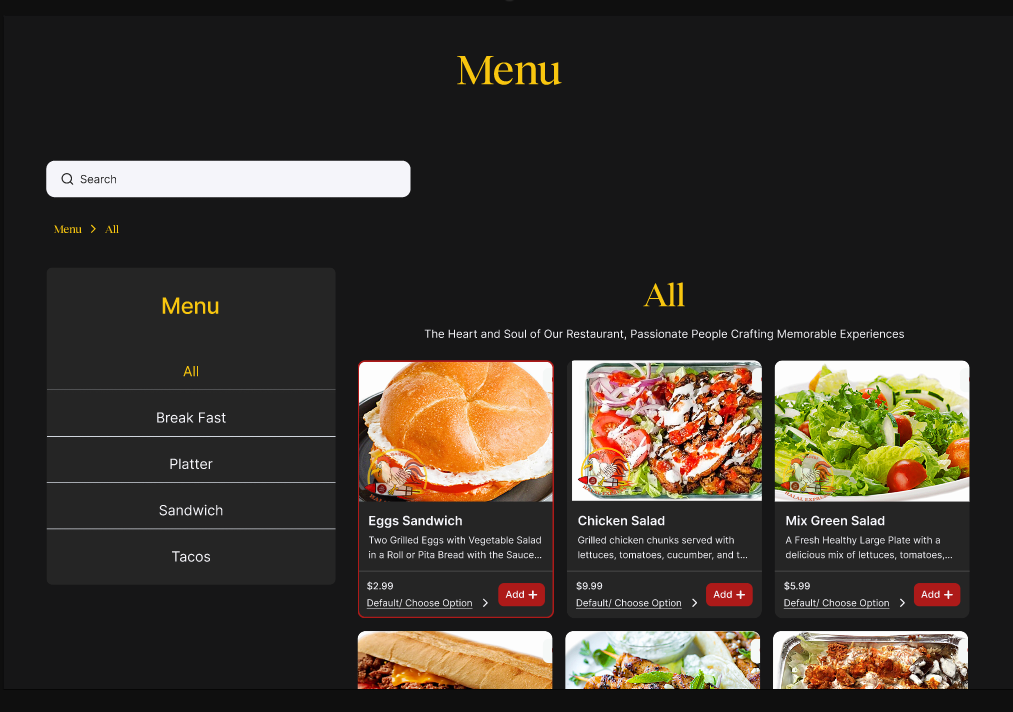 Menu
Search
Menu > All
Menu
All
Break Fast
Platter
Sandwich
Tacos
All
The Heart and Soul of Our Restaurant, Passionate People Crafting Memorable Experiences
Eggs Sandwich
Two Grilled Eggs with Vegetable Salad
in a Roll or Pita Bread with the Sauce...
$2.99
Default/ Choose Option >
Add +
Chicken Salad
Grilled chicken chunks served with
lettuces, tomatoes, cucumber, and t...
$9.99
Default/ Choose Option >
Add +
Mix Green Salad
A Fresh Healthy Large Plate with a
delicious mix of lettuces, tomatoes,...
$5.99
Default/ Choose Option >
Add +